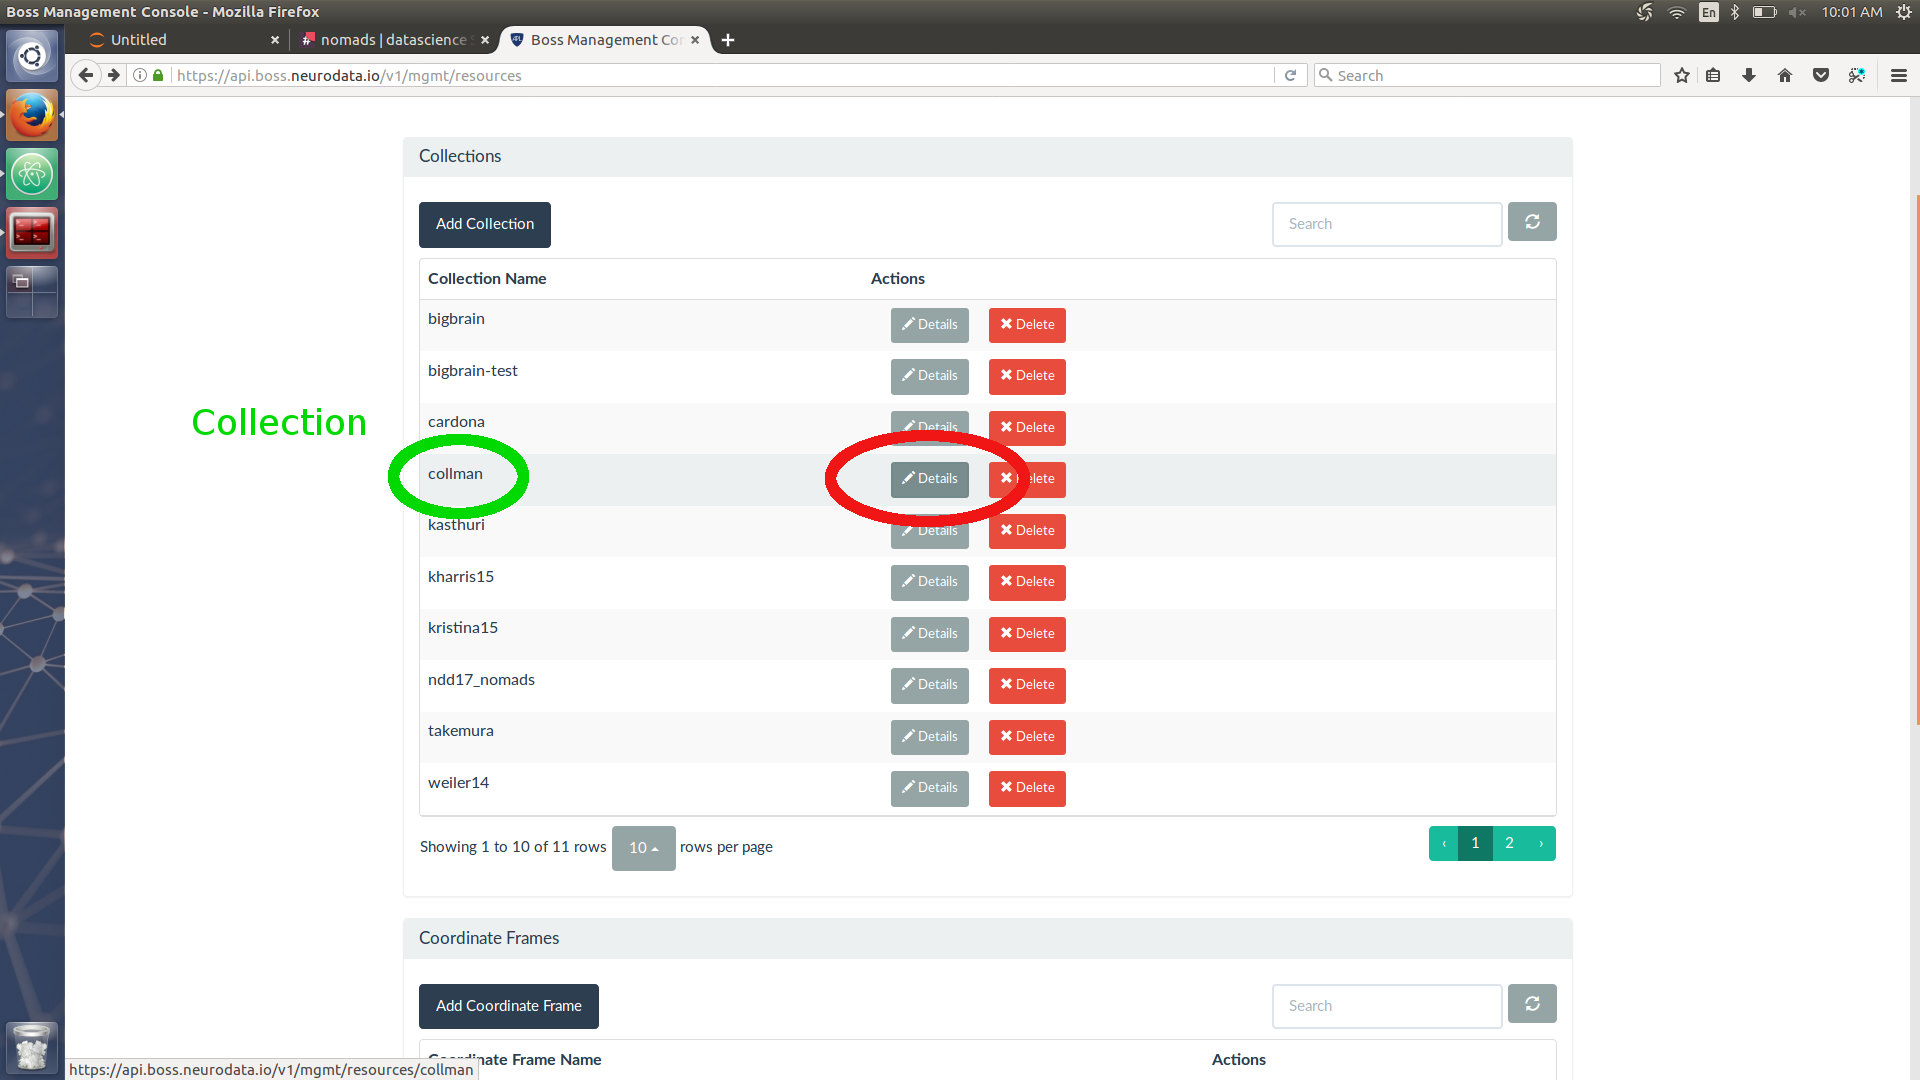 Boss Management Console - Mozilla Firefox
En
10:01 AM
Untitled
nomads | datascience
Boss Management Co
https://api.boss.neurodata.io/v1/mgmt/resources
Search
Collections
Add Collection
Search
Collection Name Actions
bigbrain Details Delete
bigbrain-test Details Delete
Collection
cardona Details Delete
collman Details elete
kasthuri Details Delete
kharris15 Details Delete
kristina15 Details Delete
ndd17_nomads Details Delete
takemura Details Delete
weiler14 Details Delete
Showing 1 to 10 of 11 rows 10 rows per page
‹ 1 2 ›
Coordinate Frames
Add Coordinate Frame
Search
Coordinate Frame Name Actions
https://api.boss.neurodata.io/v1/mgmt/resources/collman